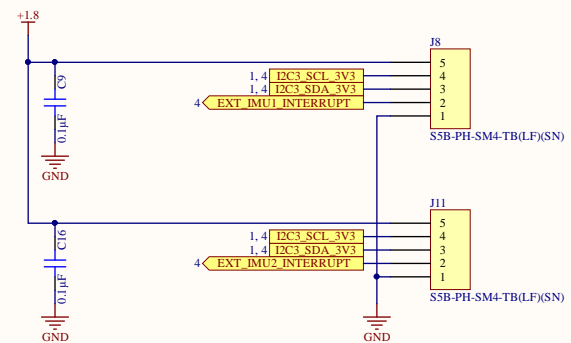 +1.8
J8
C9
0.1µF
GND
1, 4 I2C3_SCL_3V3 5
1, 4 I2C3_SDA_3V3 4
4 EXT_IMU1_INTERRUPT 3
2
1
S5B-PH-SM4-TB(LF)(SN)
J11
C16
0.1µF
GND
1, 4 I2C3_SCL_3V3 5
1, 4 I2C3_SDA_3V3 4
4 EXT_IMU2_INTERRUPT 3
2
1
S5B-PH-SM4-TB(LF)(SN)
GND